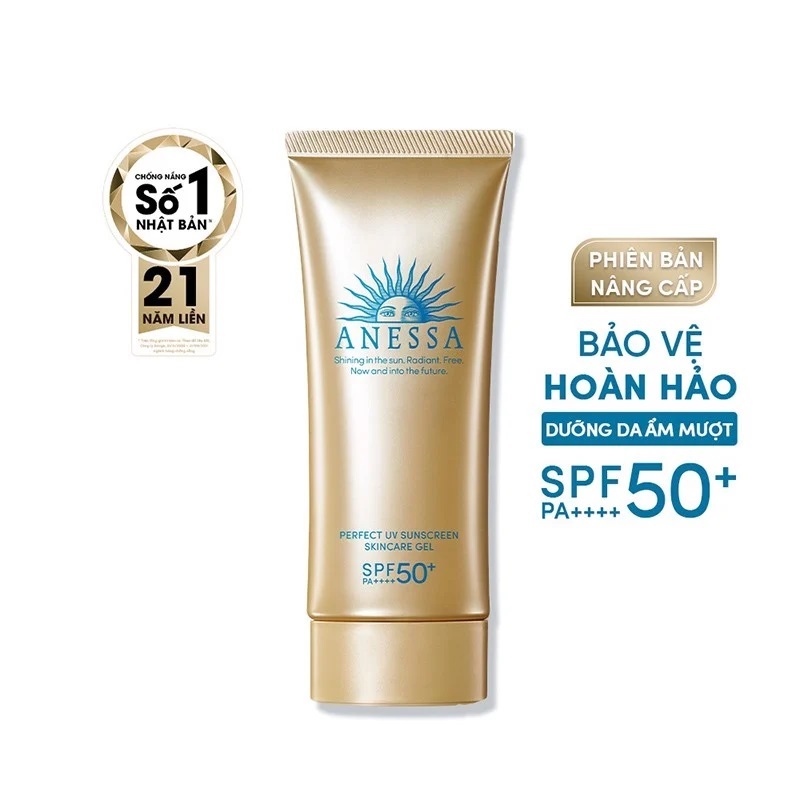 CHỐNG NẮNG
Số 1
NHẬT BẢN*
21
NĂM LIỀN
ANESSA
Shining in the sun. Radiant. Free.
Now and into the future.
PERFECT UV SUNSCREEN
SKINCARE GEL
SPF50+
PA++++
PHIÊN BẢN
NÂNG CẤP
BẢO VỆ
HOÀN HẢO
DƯỠNG DA ẨM MƯỢT
SPF50+
PA++++